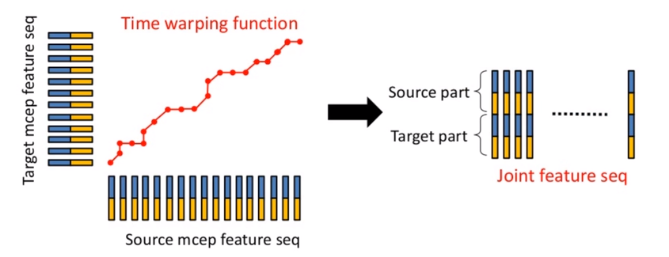 Time warping function
Target mcep feature seq
Source mcep feature seq
Source part
Target part
Joint feature seq